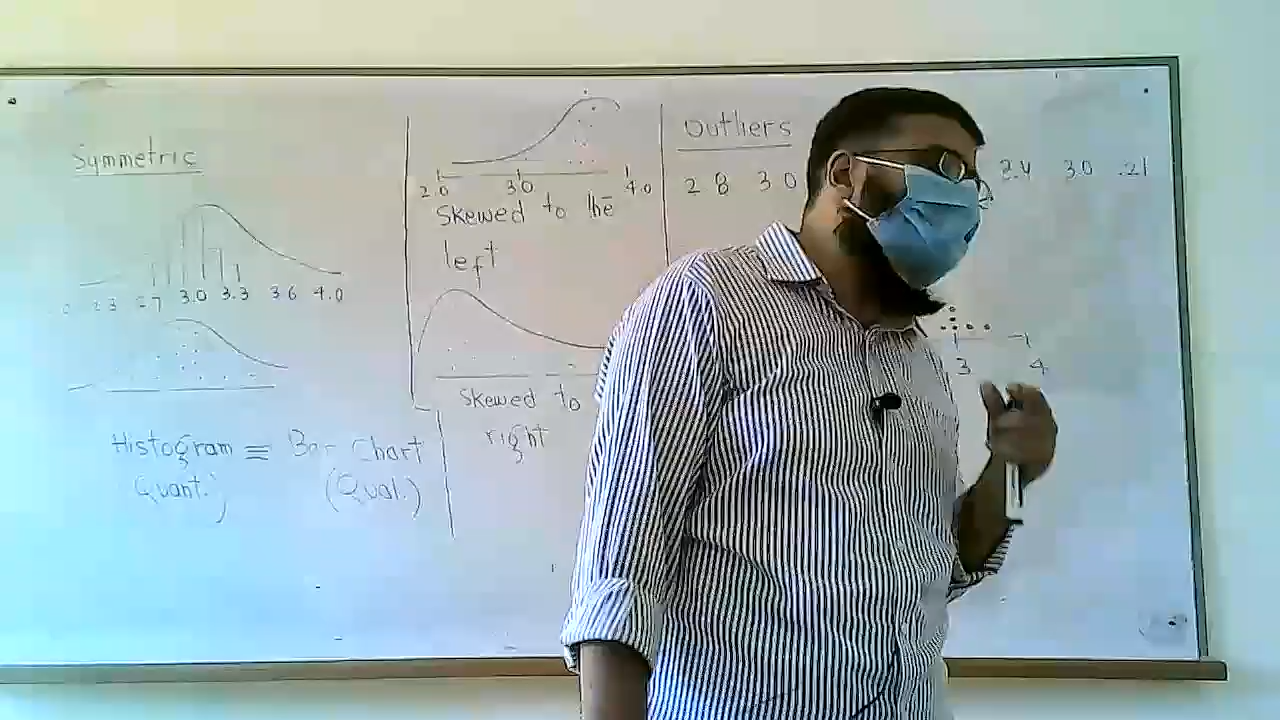 Symmetric
2.3 2.7 3.0 3.3 3.6 4.0
Histogram ≡ Bar Chart
Quant.) (Qual.)
2.0 3.0 4.0
Skewed to the
left
Skewed to
right
Outliers
2 8 3 0 2.4 3.0 .21
3 4